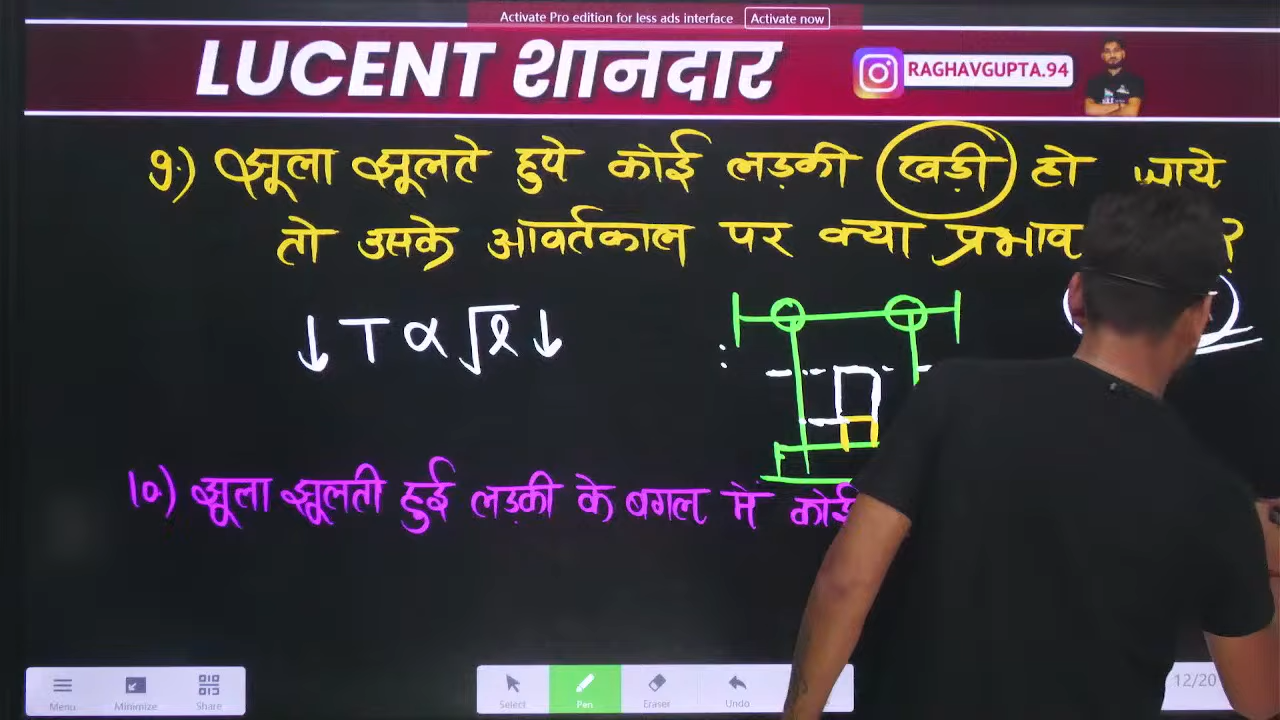 Activate Pro edition for less ads interface Activate now
LUCENT शानदार
RAGHAVGUPTA.94
9.) झूला झूलते हुये कोई लड़की खड़ी हो जाये
तो उसके आवर्तकाल पर क्या प्रभाव ?
↓ T ∝ √l ↓
10.) झूला झूलती हुई लड़की के बगल में कोई
Menu Minimize Share Select Pen Eraser Undo
12/20